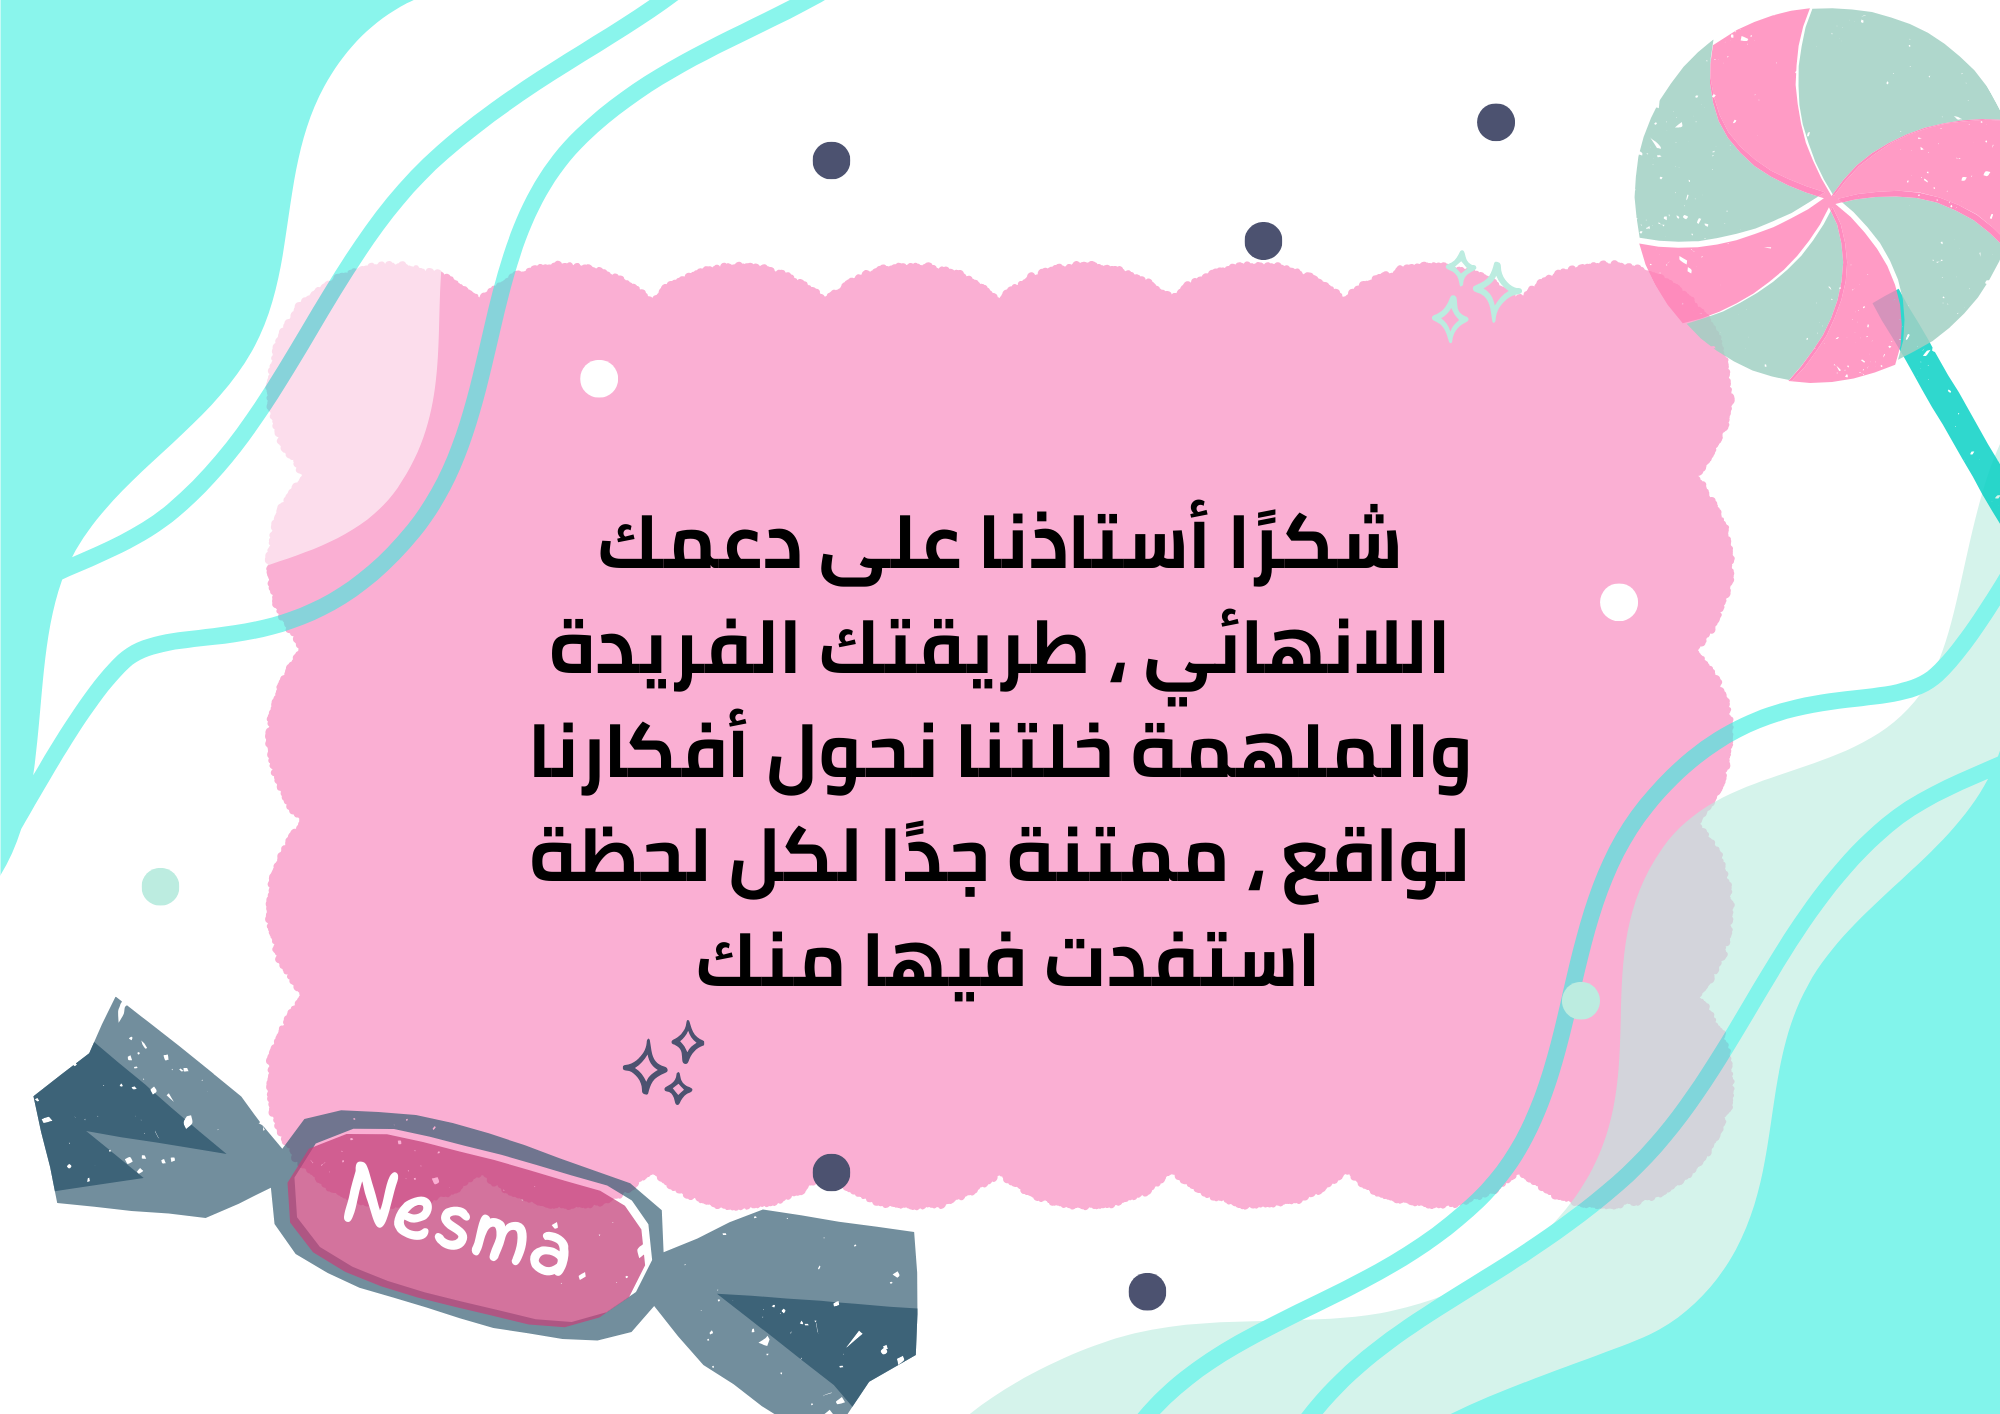 شكرًا أستاذنا على دعمك
اللانهائي ، طريقتك الفريدة
والملهمة خلتنا نحول أفكارنا
لواقع ، ممتنة جدًا لكل لحظة
استفدت فيها منك
Nesma